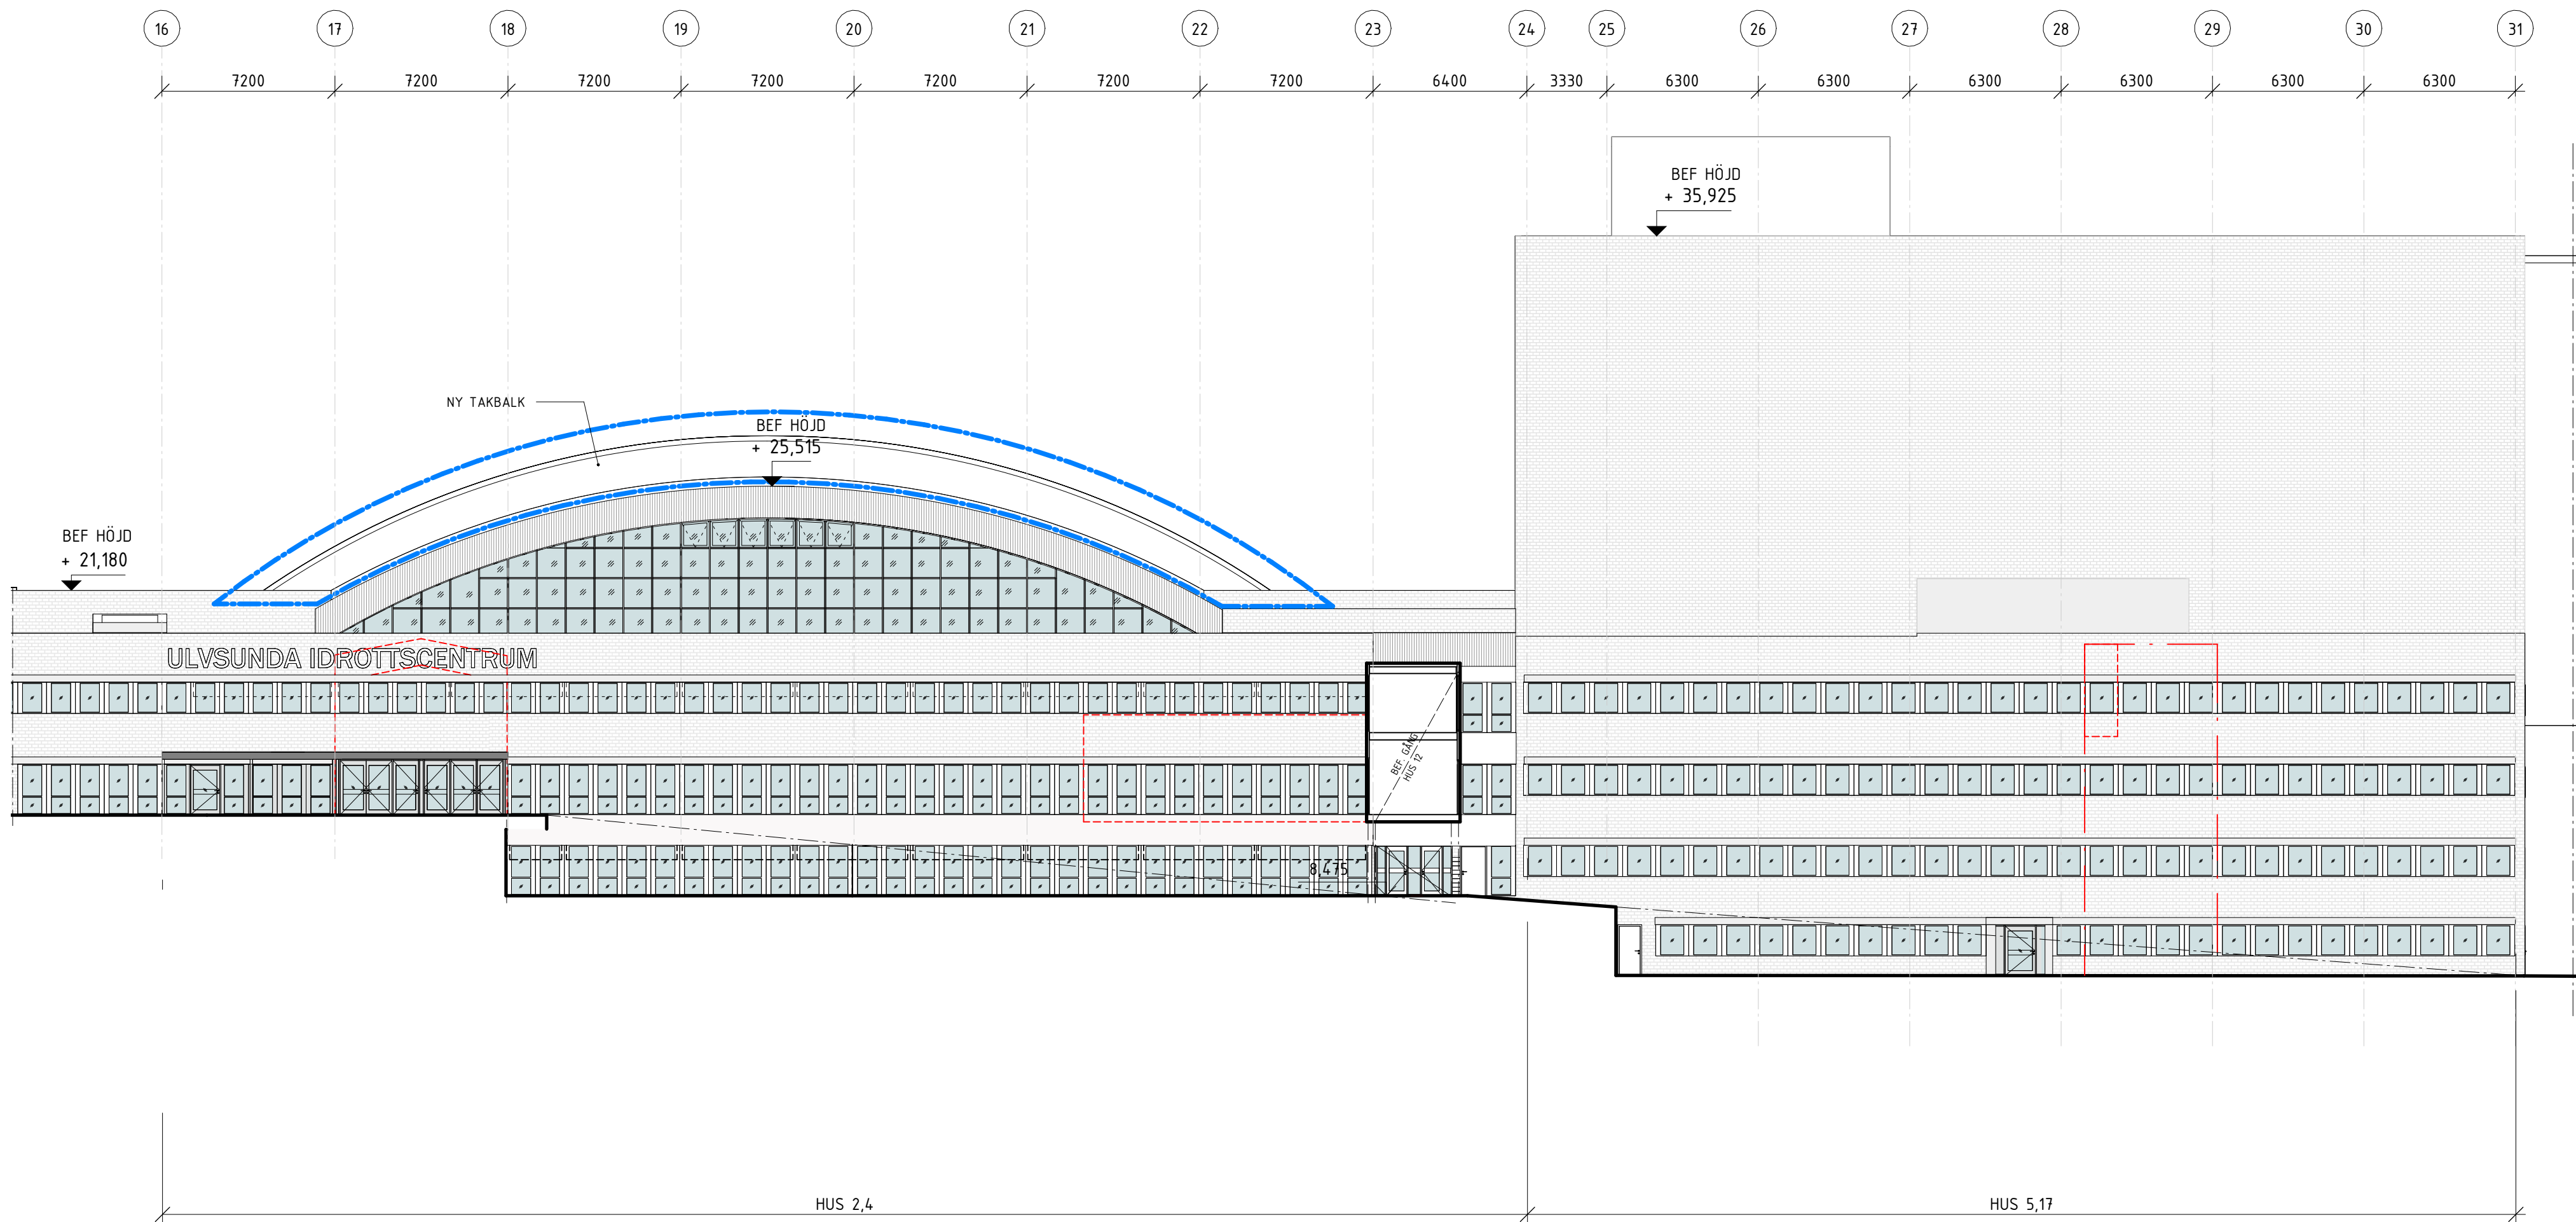 16 17 18 19 20 21 22 23 24 25 26 27 28 29 30 31
7200 7200 7200 7200 7200 7200 7200 6400 3330 6300 6300 6300 6300 6300 6300
BEF HÖJD
+ 35,925
NY TAKBALK
BEF HÖJD
+ 25,515
BEF HÖJD
+ 21,180
ULVSUNDA IDROTTSCENTRUM
BEF. GÅNG
HUS 12
8,475
HUS 2,4
HUS 5,17